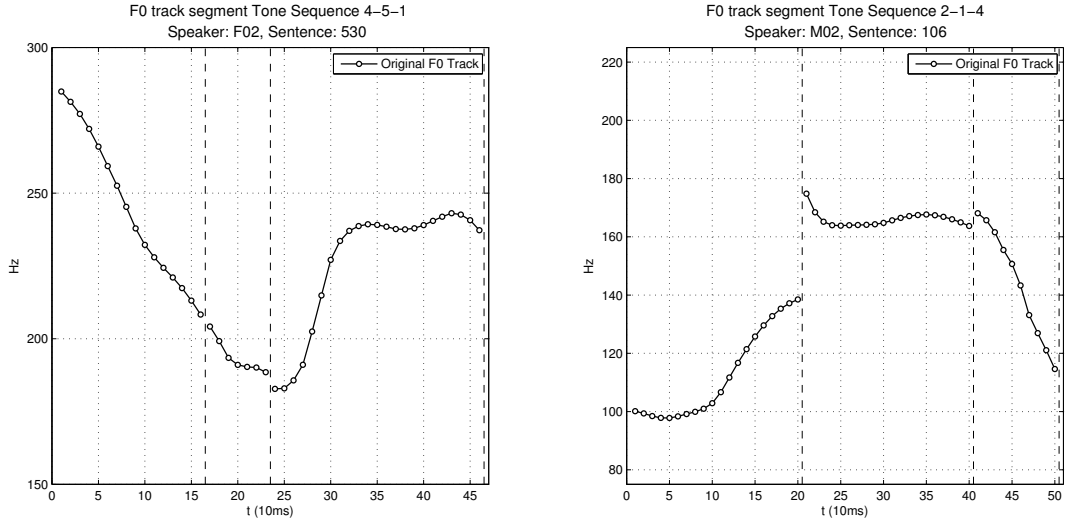 F0 track segment Tone Sequence 4−5−1
Speaker: F02, Sentence: 530
Original F0 Track
300
250
200
150
Hz
0 5 10 15 20 25 30 35 40 45
t (10ms)
F0 track segment Tone Sequence 2−1−4
Speaker: M02, Sentence: 106
Original F0 Track
220
200
180
160
140
120
100
80
Hz
0 5 10 15 20 25 30 35 40 45 50
t (10ms)